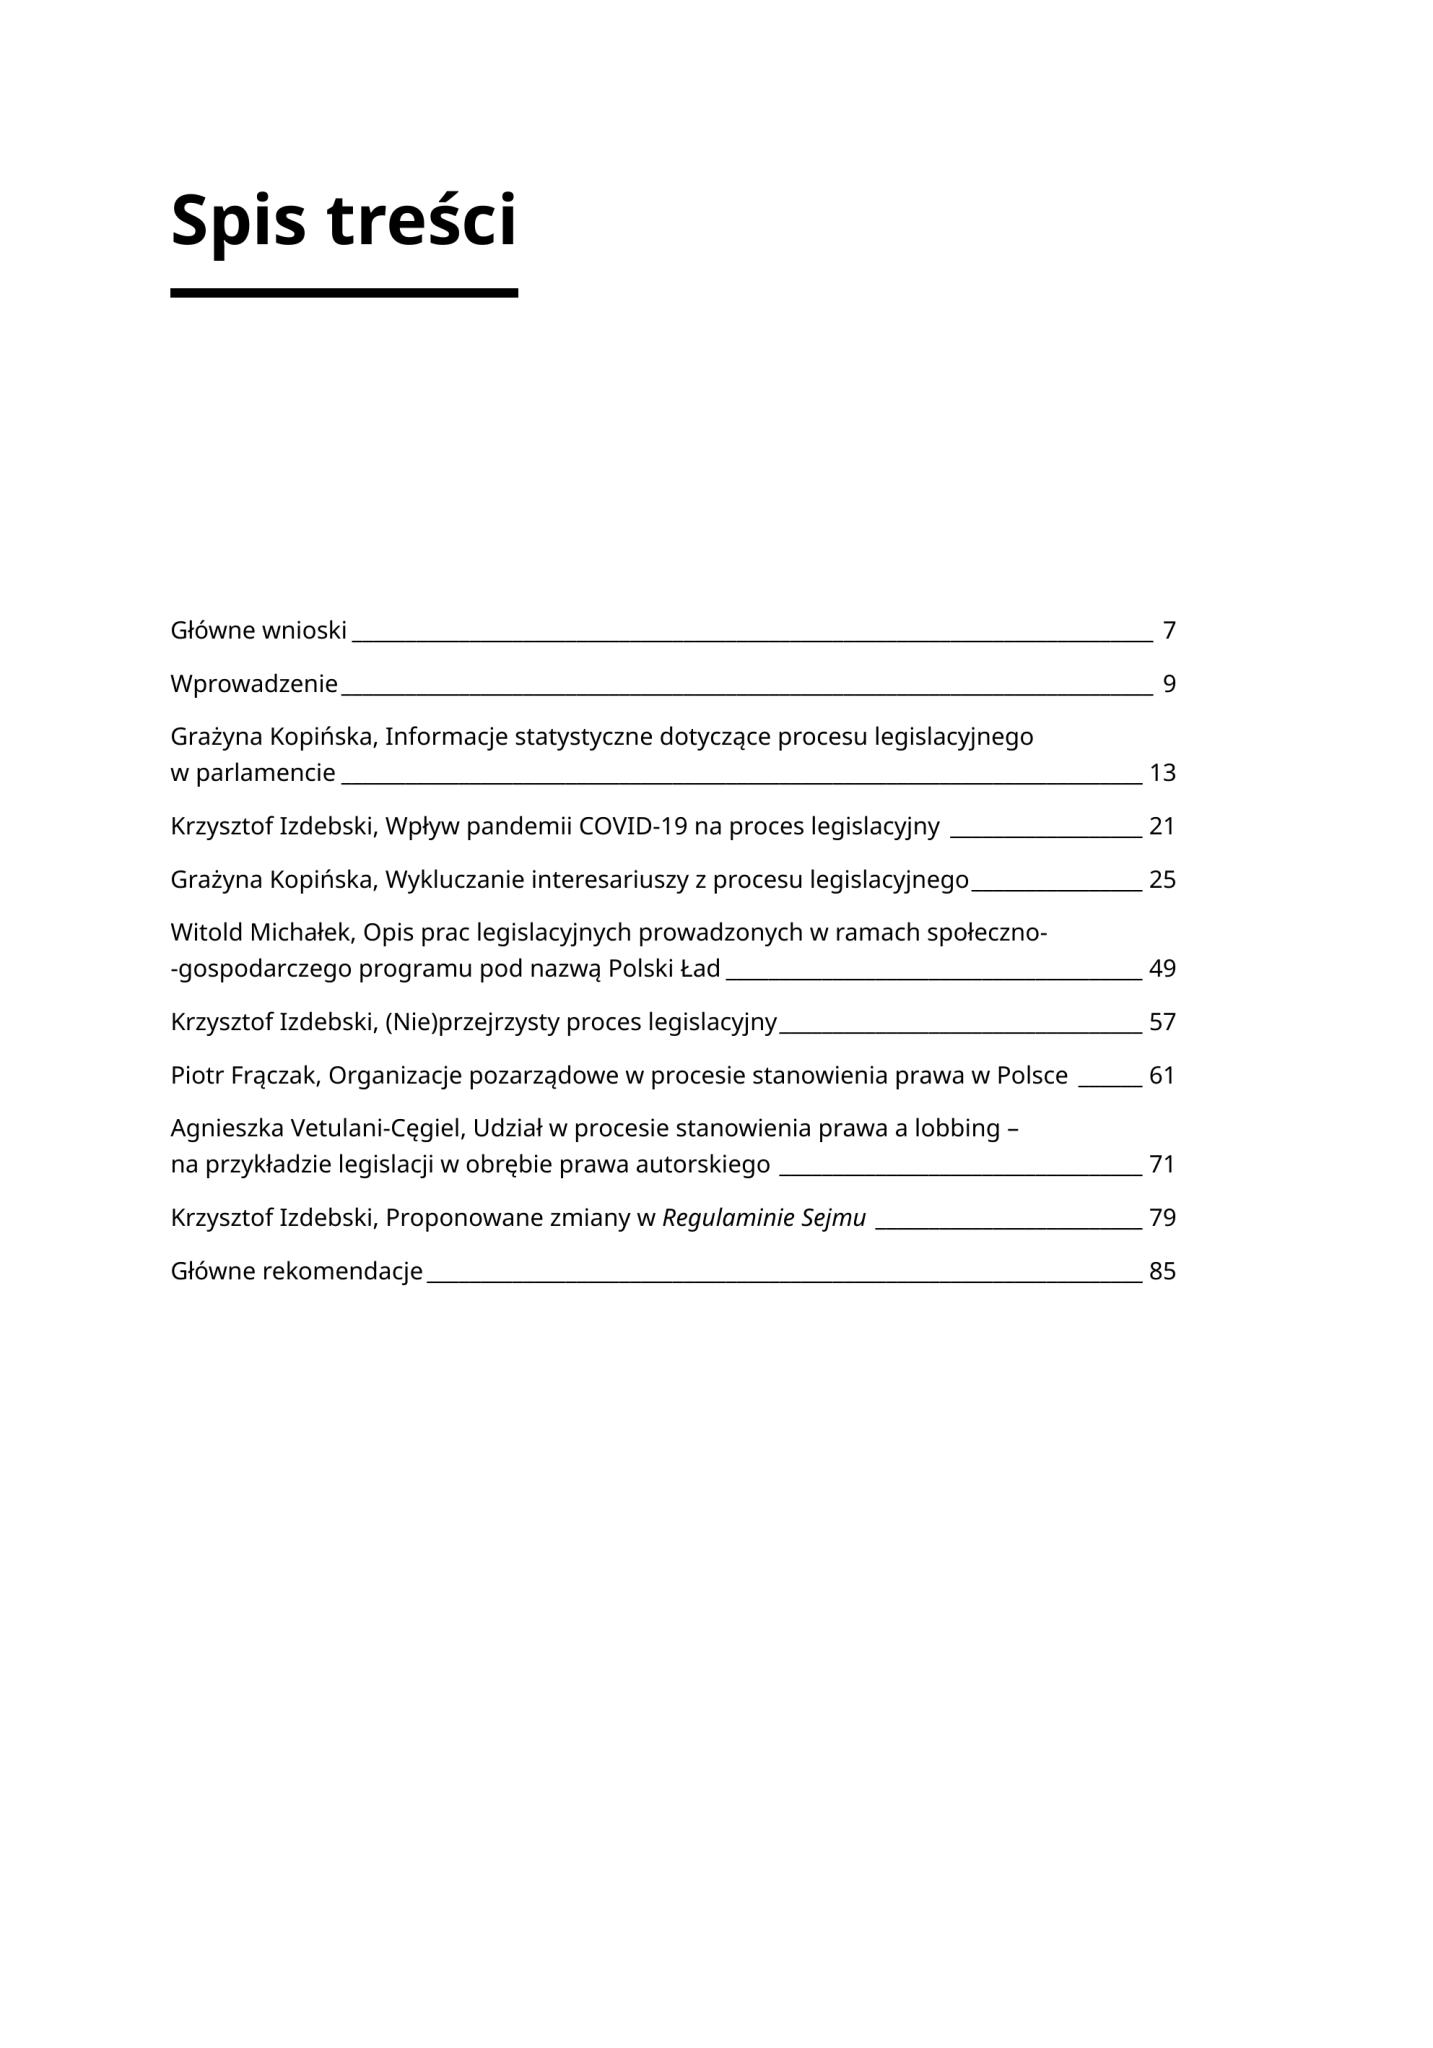 Spis treści
Główne wnioski 7
Wprowadzenie 9
Grażyna Kopińska, Informacje statystyczne dotyczące procesu legislacyjnego
w parlamencie 13
Krzysztof Izdebski, Wpływ pandemii COVID-19 na proces legislacyjny 21
Grażyna Kopińska, Wykluczanie interesariuszy z procesu legislacyjnego 25
Witold Michałek, Opis prac legislacyjnych prowadzonych w ramach społeczno-
-gospodarczego programu pod nazwą Polski Ład 49
Krzysztof Izdebski, (Nie)przejrzysty proces legislacyjny 57
Piotr Frączak, Organizacje pozarządowe w procesie stanowienia prawa w Polsce 61
Agnieszka Vetulani-Cęgiel, Udział w procesie stanowienia prawa a lobbing –
na przykładzie legislacji w obrębie prawa autorskiego 71
Krzysztof Izdebski, Proponowane zmiany w Regulaminie Sejmu 79
Główne rekomendacje 85